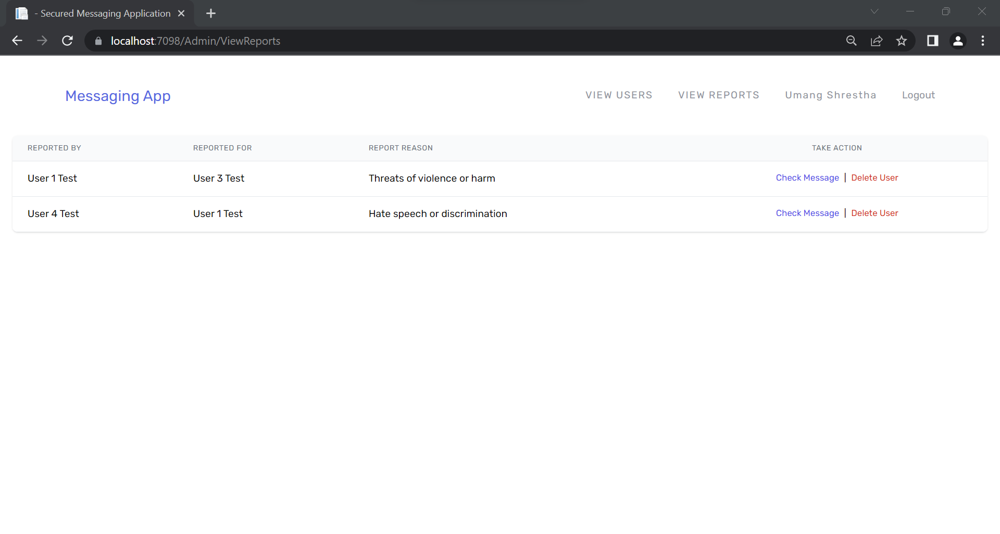 - Secured Messaging Application
localhost:7098/Admin/ViewReports
Messaging App VIEW USERS VIEW REPORTS Umang Shrestha Logout
REPORTED BY REPORTED FOR REPORT REASON TAKE ACTION
User 1 Test User 3 Test Threats of violence or harm Check Message | Delete User
User 4 Test User 1 Test Hate speech or discrimination Check Message | Delete User